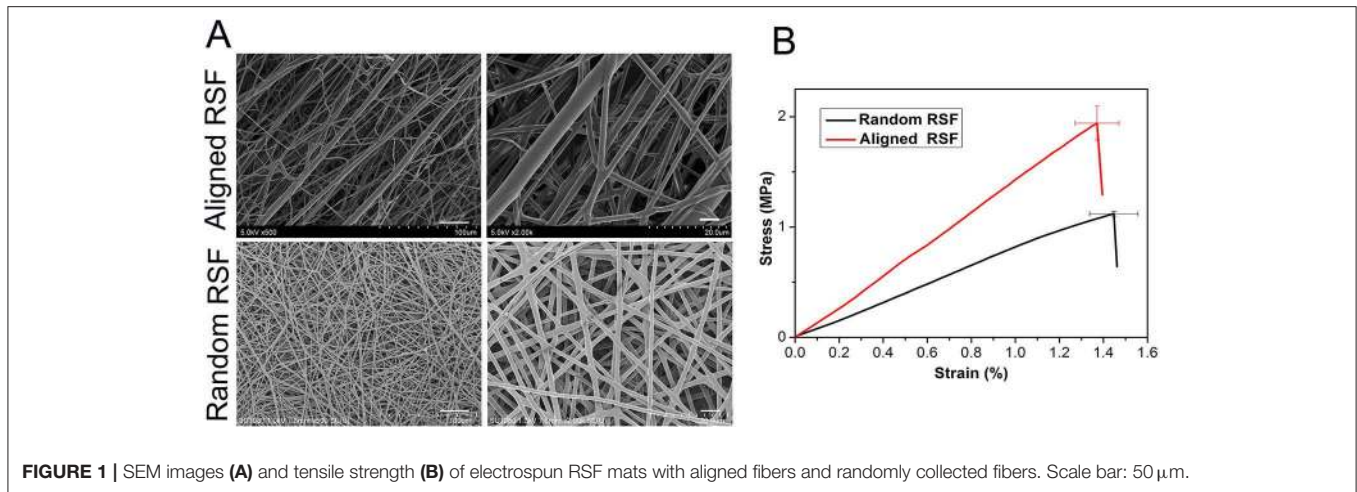 A
Aligned RSF
5.0kV x500
100um
5.0kV x2.00k
20.0um
Random RSF
B
Random RSF
Aligned RSF
Stress (MPa)
2
1
0
0.0 0.2 0.4 0.6 0.8 1.0 1.2 1.4 1.6
Strain (%)
FIGURE 1 | SEM images (A) and tensile strength (B) of electrospun RSF mats with aligned fibers and randomly collected fibers. Scale bar: 50 μm.